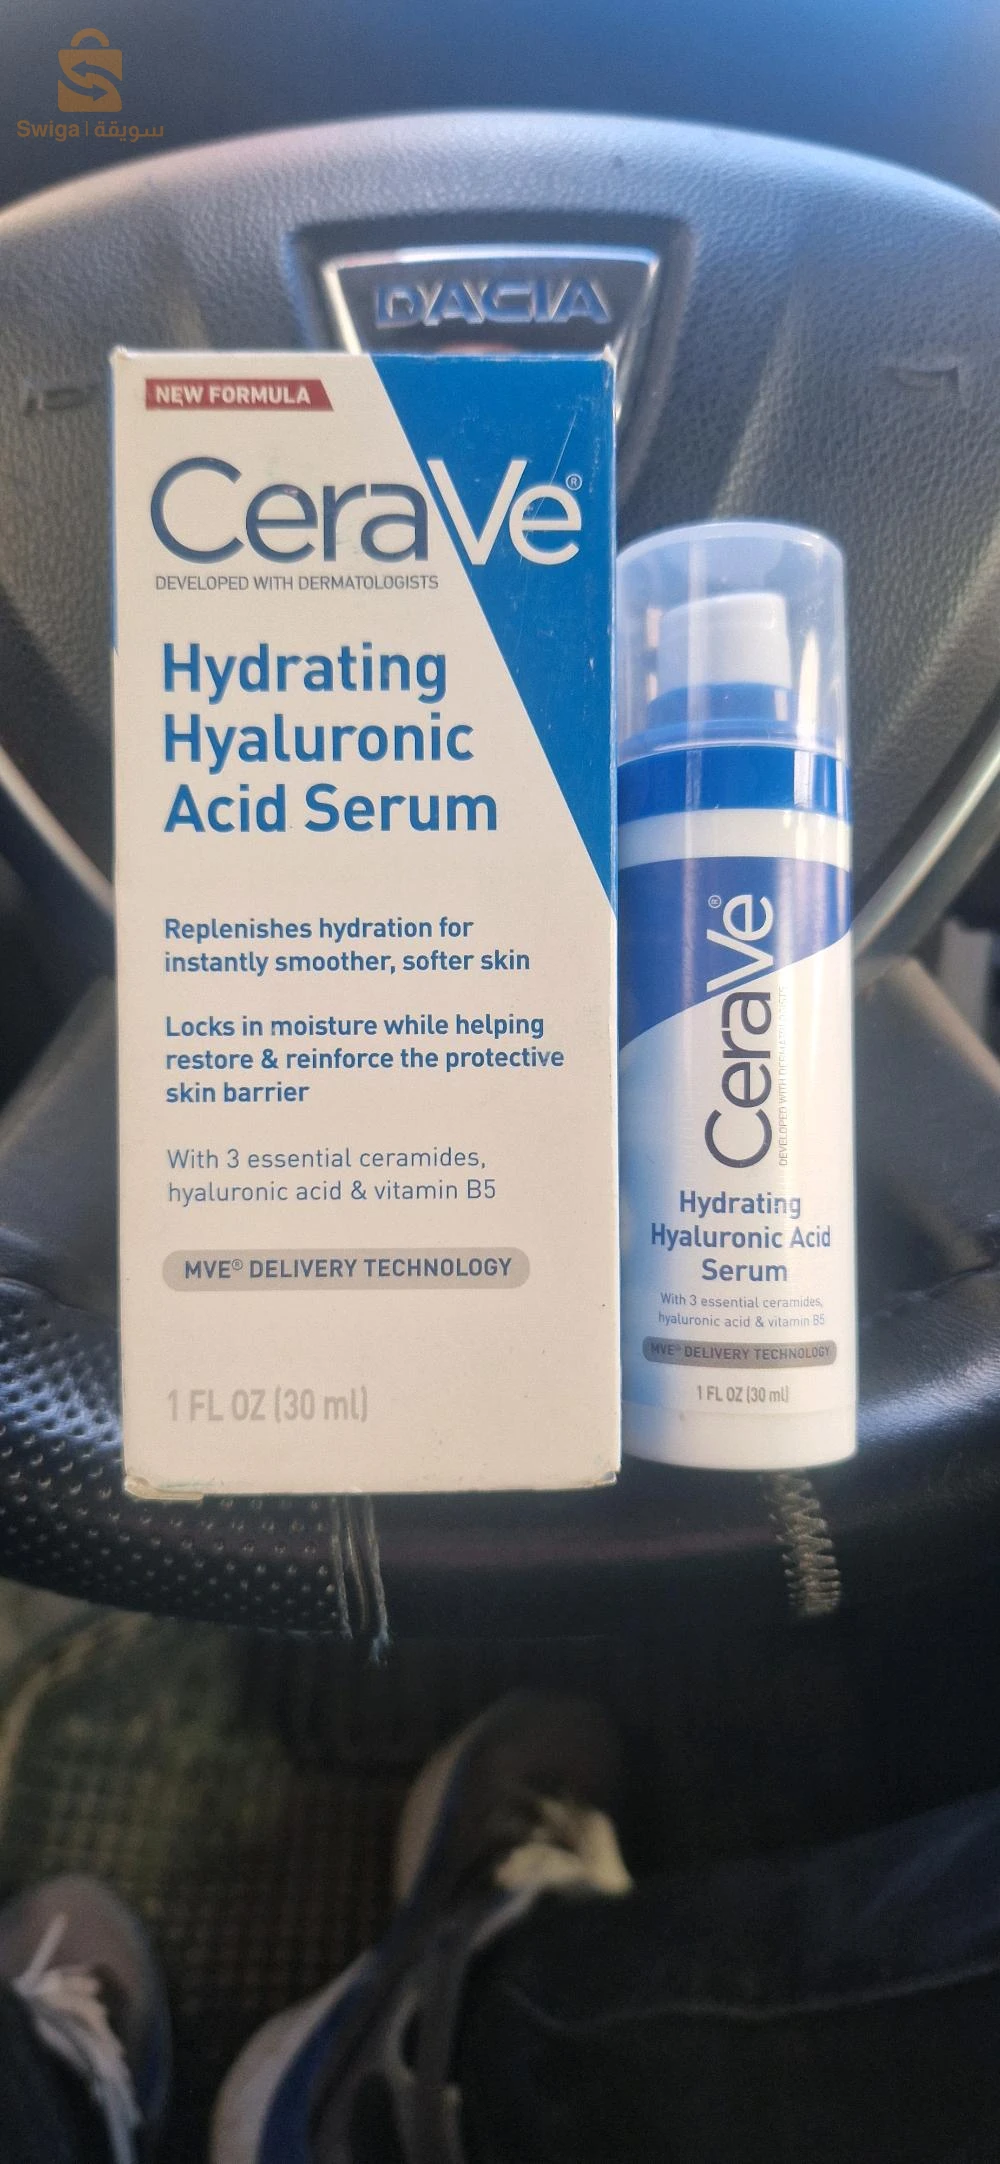 Swiga | سويقة
DACIA
NEW FORMULA
CeraVe®
DEVELOPED WITH DERMATOLOGISTS
Hydrating
Hyaluronic
Acid Serum
Replenishes hydration for
instantly smoother, softer skin
Locks in moisture while helping
restore & reinforce the protective
skin barrier
With 3 essential ceramides,
hyaluronic acid & vitamin B5
MVE® DELIVERY TECHNOLOGY
1 FL OZ (30 ml)
CeraVe®
DEVELOPED WITH DERMATOLOGISTS
Hydrating
Hyaluronic Acid
Serum
With 3 essential ceramides,
hyaluronic acid & vitamin B5
MVE® DELIVERY TECHNOLOGY
1 FL OZ (30 ml)